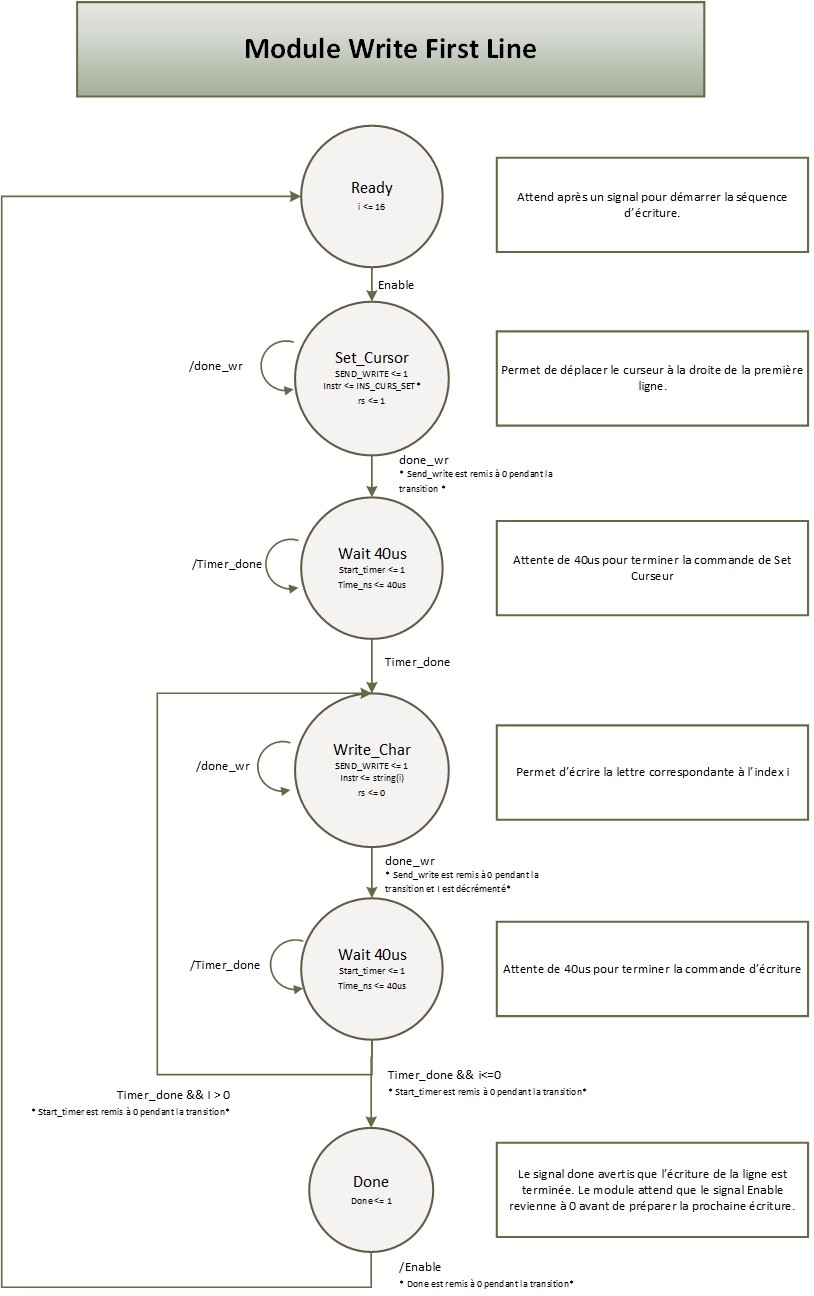 Module Write First Line
Ready
i <= 16
Attend après un signal pour démarrer la séquence
d'écriture.
Enable
/done_wr
Set_Cursor
SEND_WRITE <= 1
Instr <= INS_CURS_SET*
rs <= 1
Permet de déplacer le curseur à la droite de la première
ligne.
done_wr
* Send_write est remis à 0 pendant la
transition *
/Timer_done
Wait 40us
Start_timer <= 1
Time_ns <= 40us
Attente de 40us pour terminer la commande de Set
Curseur
Timer_done
/done_wr
Write_Char
SEND_WRITE <= 1
Instr <= string(i)
rs <= 0
Permet d'écrire la lettre correspondante à l'index i
done_wr
* Send_write est remis à 0 pendant la
transition et I est décrémenté*
/Timer_done
Wait 40us
Start_timer <= 1
Time_ns <= 40us
Attente de 40us pour terminer la commande d'écriture
Timer_done && i<=0
* Start_timer est remis à 0 pendant la transition*
Timer_done && I > 0
* Start_timer est remis à 0 pendant la transition*
Done
Done <= 1
Le signal done avertis que l'écriture de la ligne est
terminée. Le module attend que le signal Enable
revienne à 0 avant de préparer la prochaine écriture.
/Enable
* Done est remis à 0 pendant la transition*